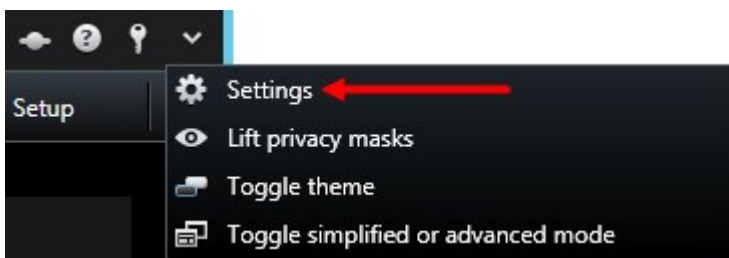 Setup
Settings
Lift privacy masks
Toggle theme
Toggle simplified or advanced mode